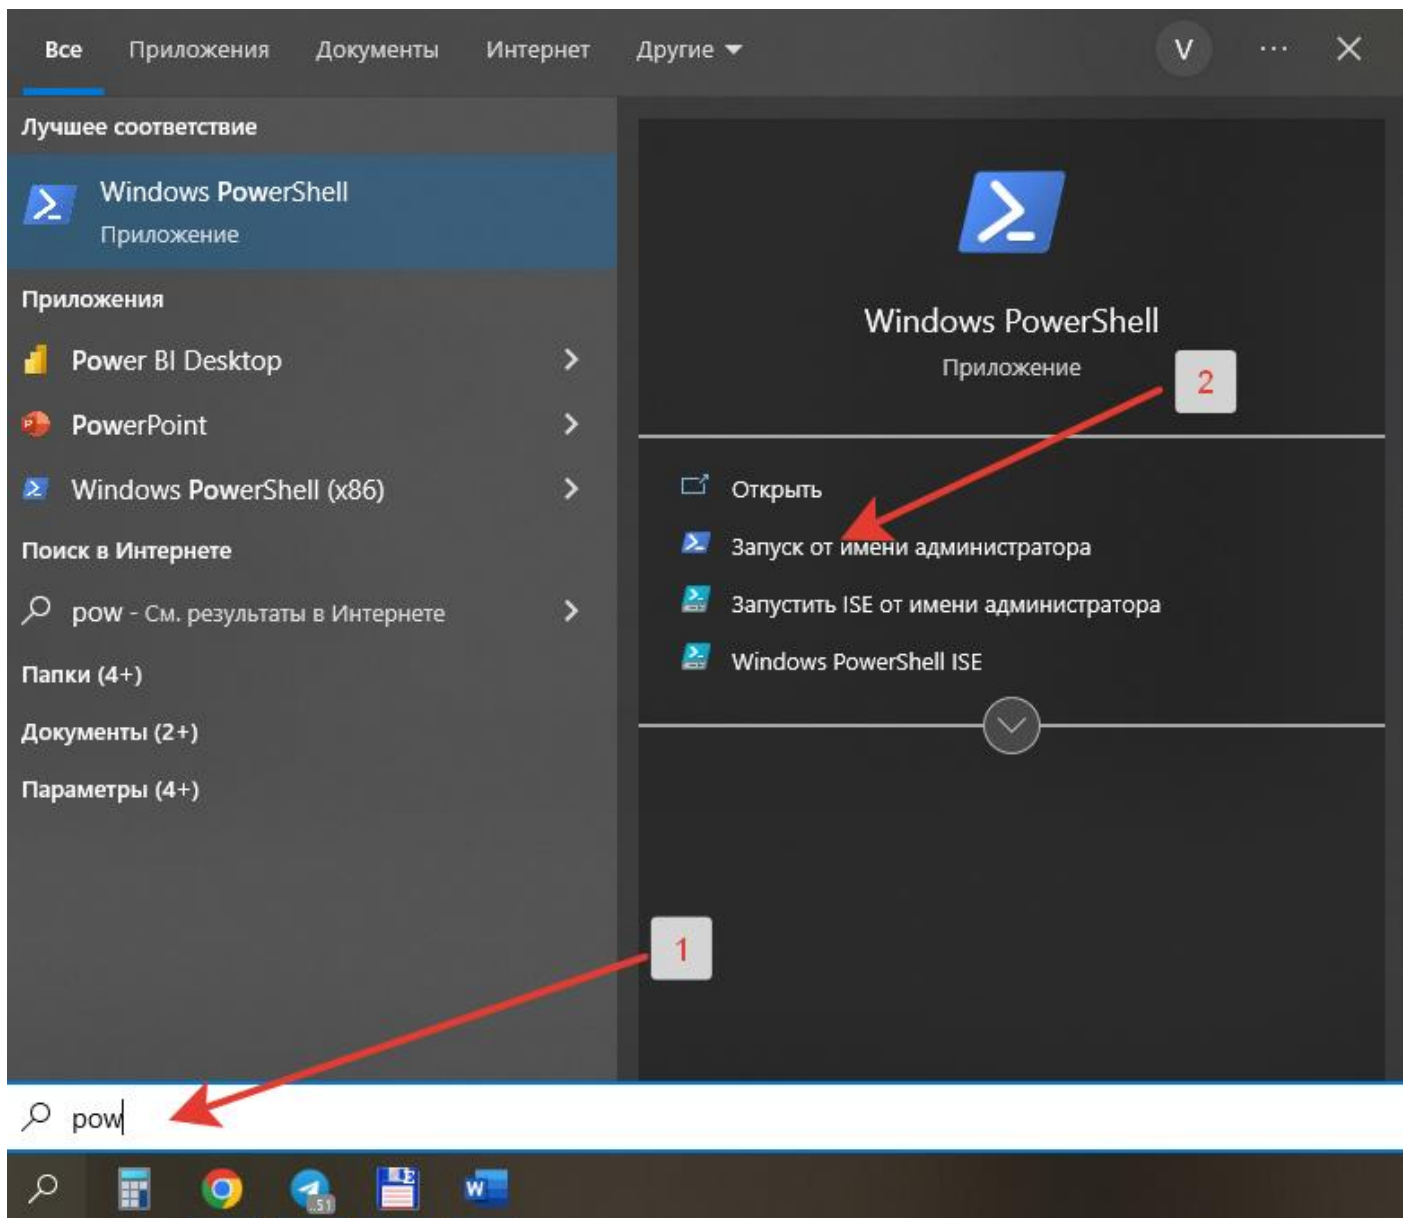 Все Приложения Документы Интернет Другие V ...
Лучшее соответствие
Windows PowerShell
Приложение
Приложения
Power BI Desktop
PowerPoint
Windows PowerShell (x86)
Поиск в Интернете
pow - См. результаты в Интернете
Папки (4+)
Документы (2+)
Параметры (4+)
Windows PowerShell
Приложение
2
Открыть
Запуск от имени администратора
Запустить ISE от имени администратора
Windows PowerShell ISE
1
pow
..51
E
W